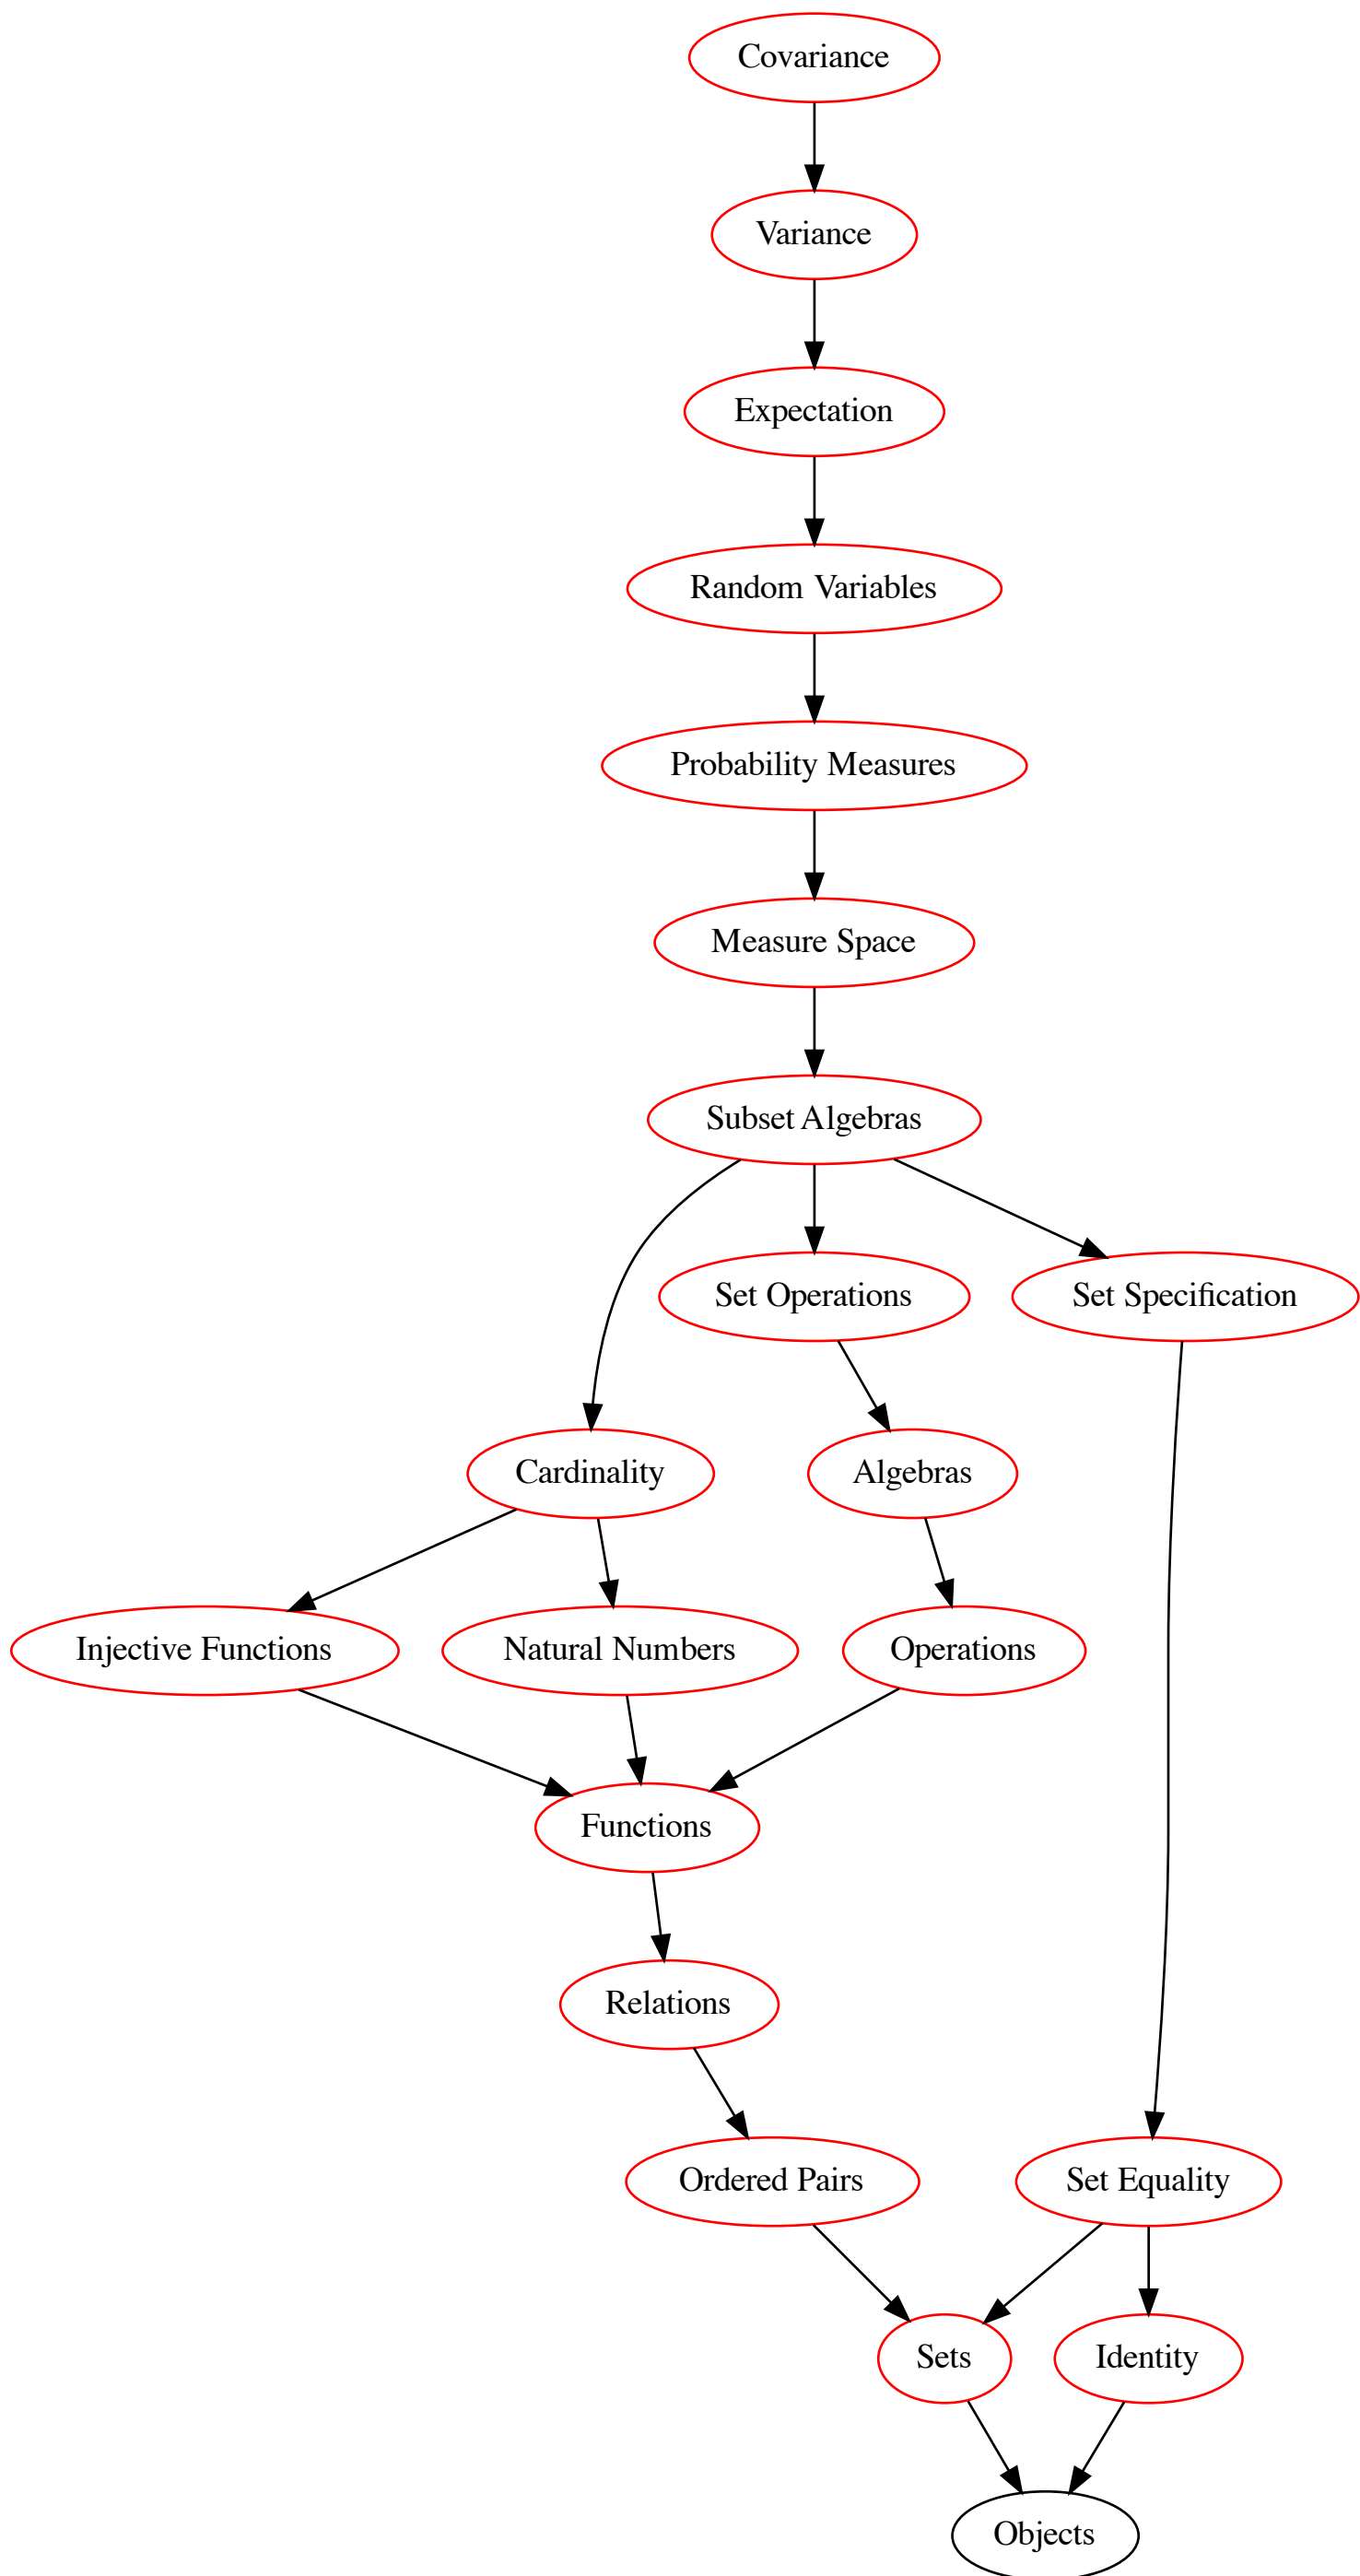 Covariance
Variance
Expectation
Random Variables
Probability Measures
Measure Space
Subset Algebras
Set Operations
Set Specification
Cardinality
Algebras
Injective Functions
Natural Numbers
Operations
Functions
Relations
Ordered Pairs
Set Equality
Sets
Identity
Objects